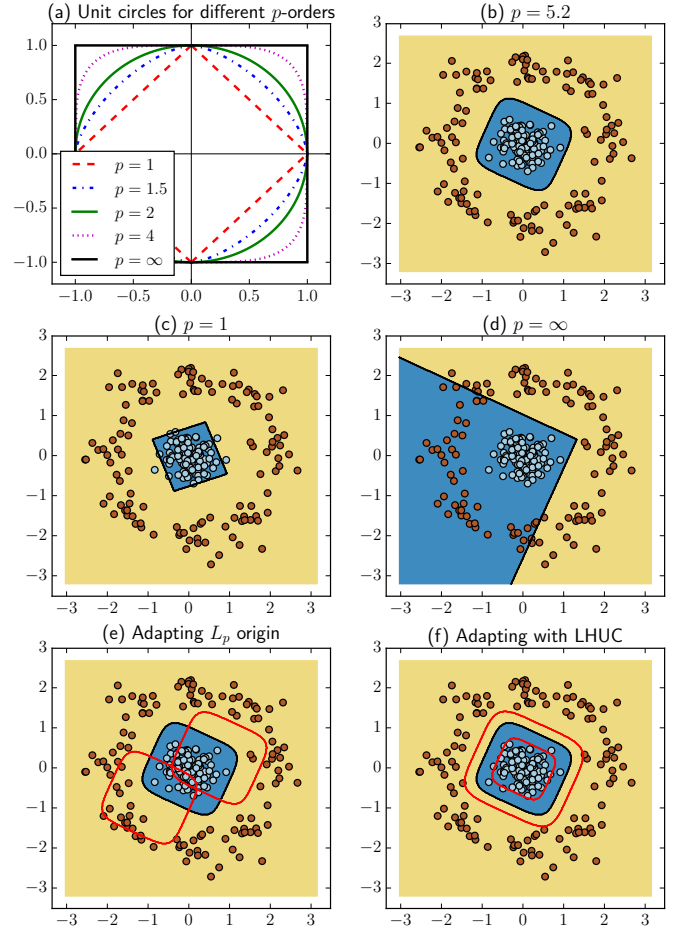 (a) Unit circles for different p-orders
1.0
0.5
0.0
−0.5
−1.0
p = 1
p = 1.5
p = 2
p = 4
p = ∞
−1.0 −0.5 0.0 0.5 1.0
(b) p = 5.2
3
2
1
0
−1
−2
−3
−3 −2 −1 0 1 2 3
(c) p = 1
3
2
1
0
−1
−2
−3
−3 −2 −1 0 1 2 3
(d) p = ∞
3
2
1
0
−1
−2
−3
−3 −2 −1 0 1 2 3
(e) Adapting Lp origin
3
2
1
0
−1
−2
−3
−3 −2 −1 0 1 2 3
(f) Adapting with LHUC
3
2
1
0
−1
−2
−3
−3 −2 −1 0 1 2 3